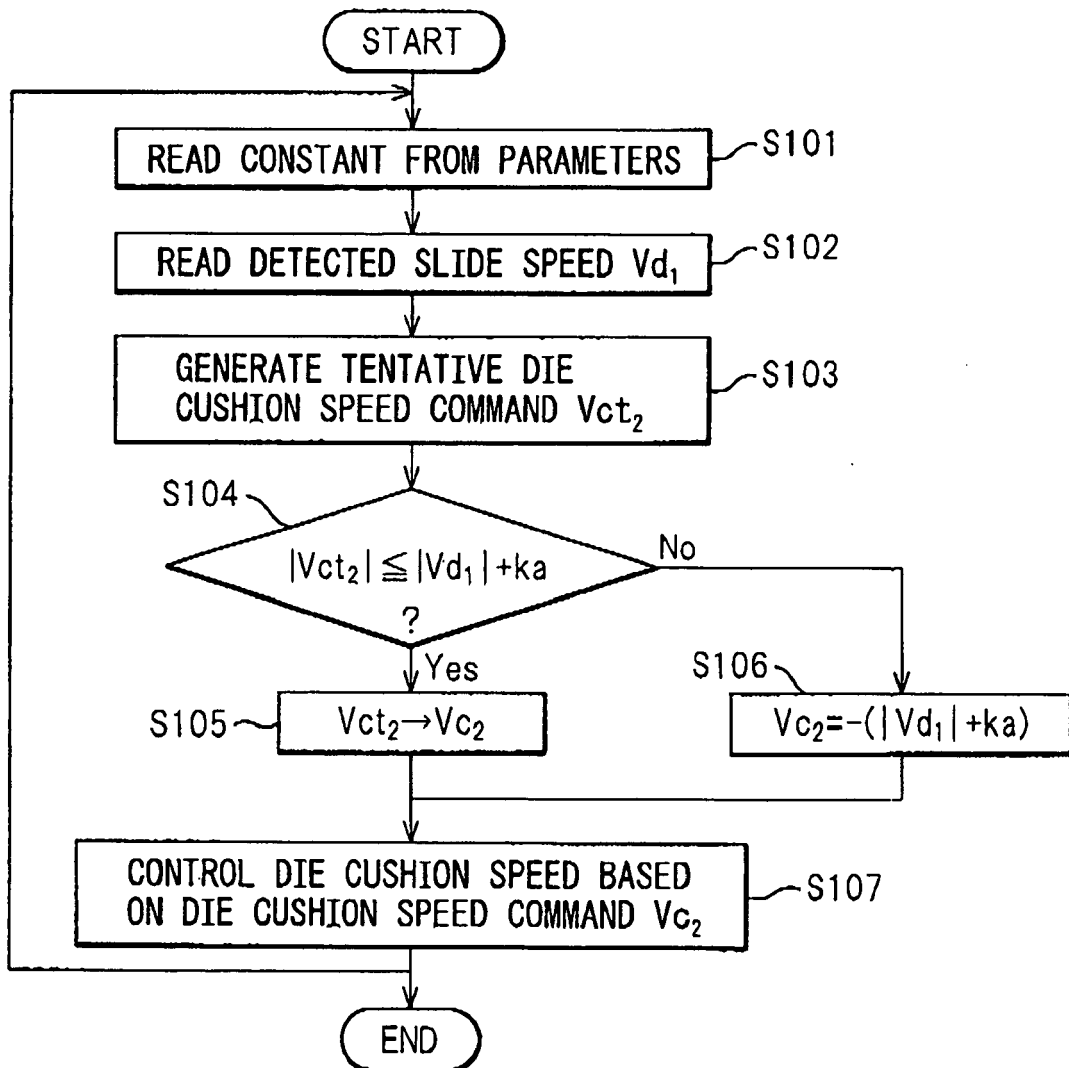 START
READ CONSTANT FROM PARAMETERS
S101
READ DETECTED SLIDE SPEED Vd₁
S102
GENERATE TENTATIVE DIE
CUSHION SPEED COMMAND Vct₂
S103
S104
|Vct₂| ≦ |Vd₁| +ka
?
No
Yes
S105
Vct₂→Vc₂
S106
Vc₂=-(|Vd₁|+ka)
CONTROL DIE CUSHION SPEED BASED
ON DIE CUSHION SPEED COMMAND Vc₂
S107
END